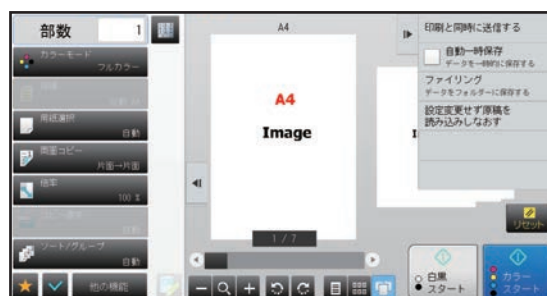 部数 1
カラーモード
フルカラー
用紙選択
自動
両面コピー
片面→片面
倍率
100 %
ソート/グループ
自動
他の機能
A4
A4
Image
1 / 7
I
印刷と同時に送信する
自動一時保存
データを一時的に保存する
ファイリング
データをフォルダーに保存する
設定変更せず原稿を
読み込みしなおす
リセット
白黒
スタート
カラー
スタート